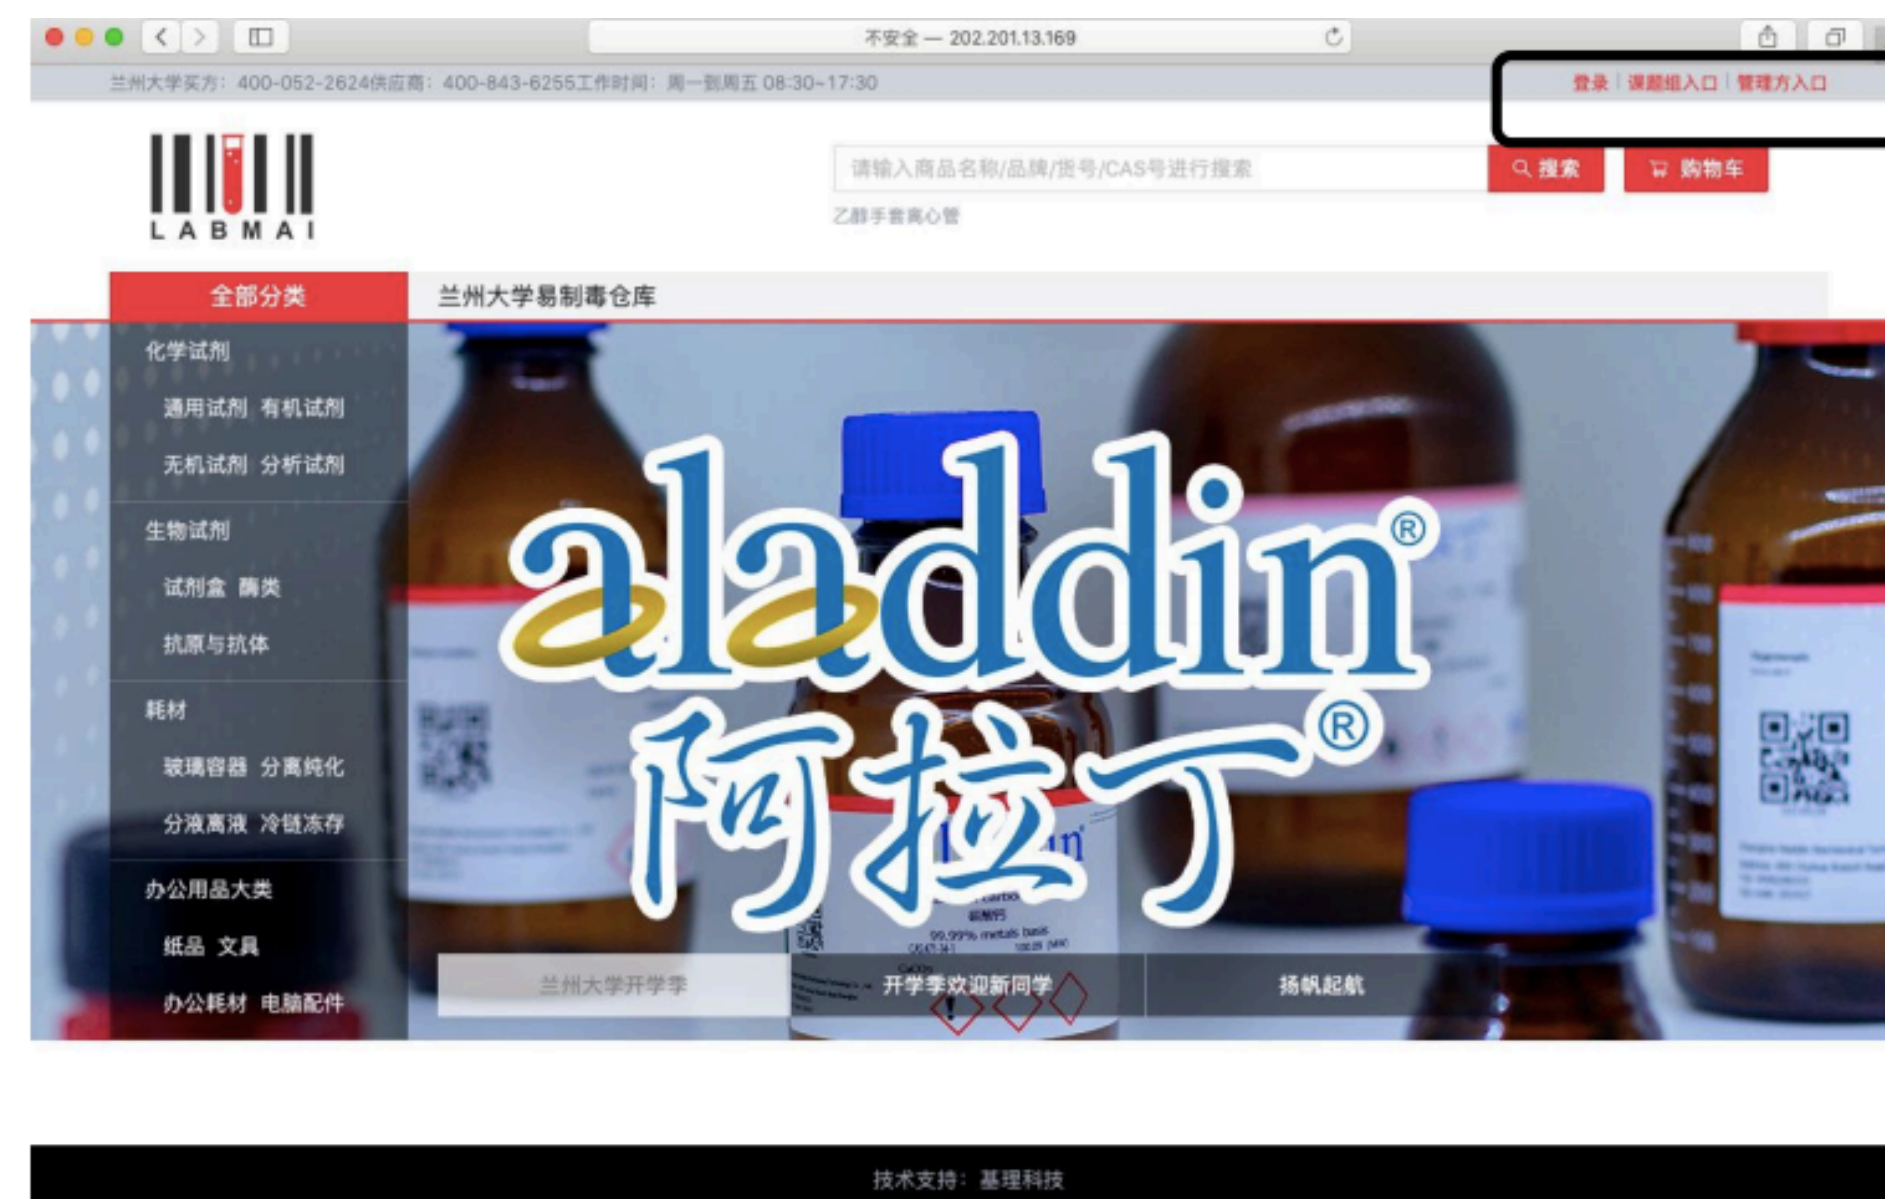 不安全 — 202.201.13.169
兰州大学买方：400-052-2624供应商：400-843-6255工作时间：周一到周五 08:30~17:30
登录 课题组入口 管理方入口
请输入商品名称/品牌/货号/CAS号进行搜索
搜索
购物车
乙醇手套离心管
LABMAI
全部分类
兰州大学易制毒仓库
化学试剂
通用试剂 有机试剂
无机试剂 分析试剂
生物试剂
试剂盒 酶类
抗原与抗体
耗材
玻璃容器 分离纯化
分液离液 冷链冻存
办公用品大类
纸品 文具
办公耗材 电脑配件
aladdin®
阿拉丁®
碳酸钙
99.99% metals basis
兰州大学开学季
开学季欢迎新同学
扬帆起航
技术支持：基理科技